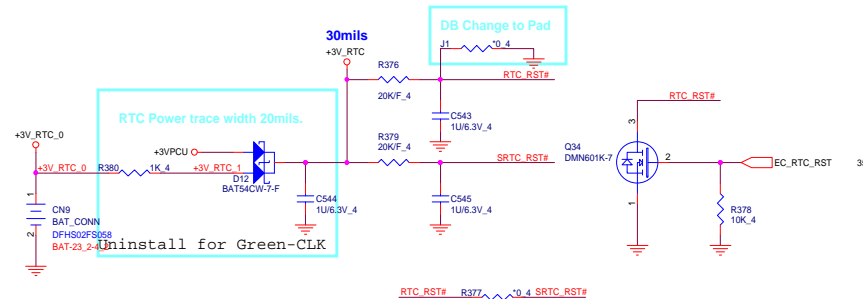 DB Change to Pad
30mils
+3V_RTC
J1
*0_4
R376
RTC_RST#
20K/F_4
RTC_RST#
RTC Power trace width 20mils.
C543
1U/6.3V_4
+3V_RTC_0
+3VPCU
R379
20K/F_4
Q34
DMN601K-7
3
2
1
EC_RTC_RST
35
+3V_RTC_0
R380
1K_4
+3V_RTC_1
SRTC_RST#
D12
BAT54CW-7-F
C544
1U/6.3V_4
C545
1U/6.3V_4
R378
10K_4
1
2
CN9
BAT_CONN
DFHS02FS058
BAT-23_2-4_2
Uninstall for Green-CLK
RTC_RST#
R377
*0_4
SRTC_RST#